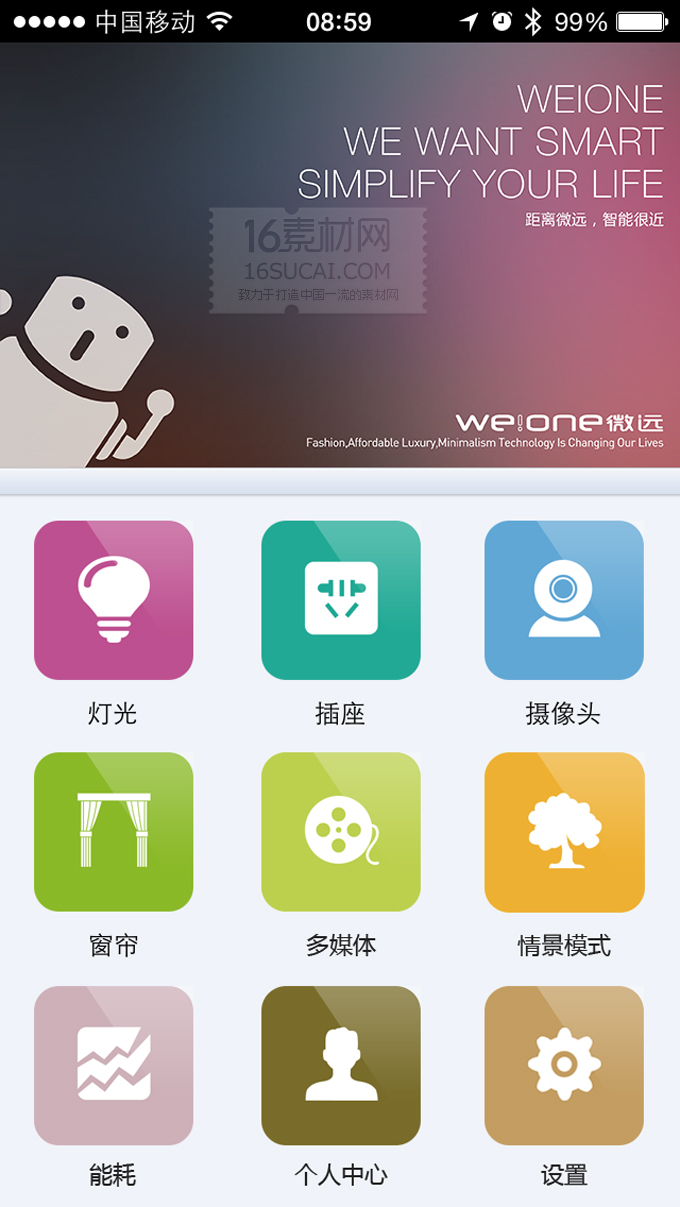 中国移动 08:59 99%
WEIONE
WE WANT SMART
SIMPLIFY YOUR LIFE
距离微远，智能很近
16素材网
16SUCAI.COM
致力于打造中国一流的素材网
weione微远
Fashion,Affordable Luxury,Minimalism Technology Is Changing Our Lives
灯光 插座 摄像头
窗帘 多媒体 情景模式
能耗 个人中心 设置